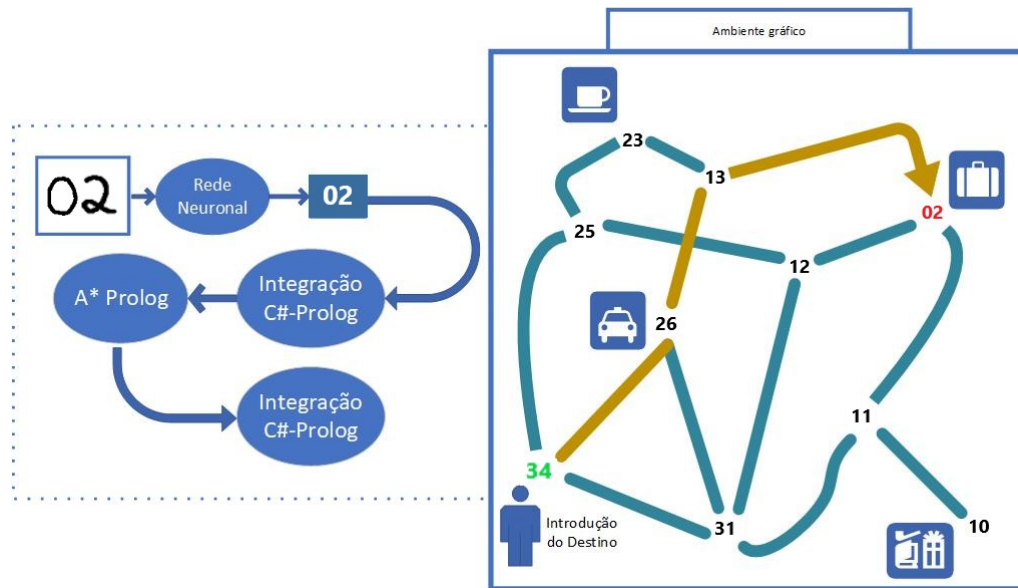 Ambiente gráfico
02
Rede
Neuronal
02
A* Prolog
Integração
C#-Prolog
Integração
C#-Prolog
23
13
02
25
12
26
11
34
31
10
Introdução
do Destino